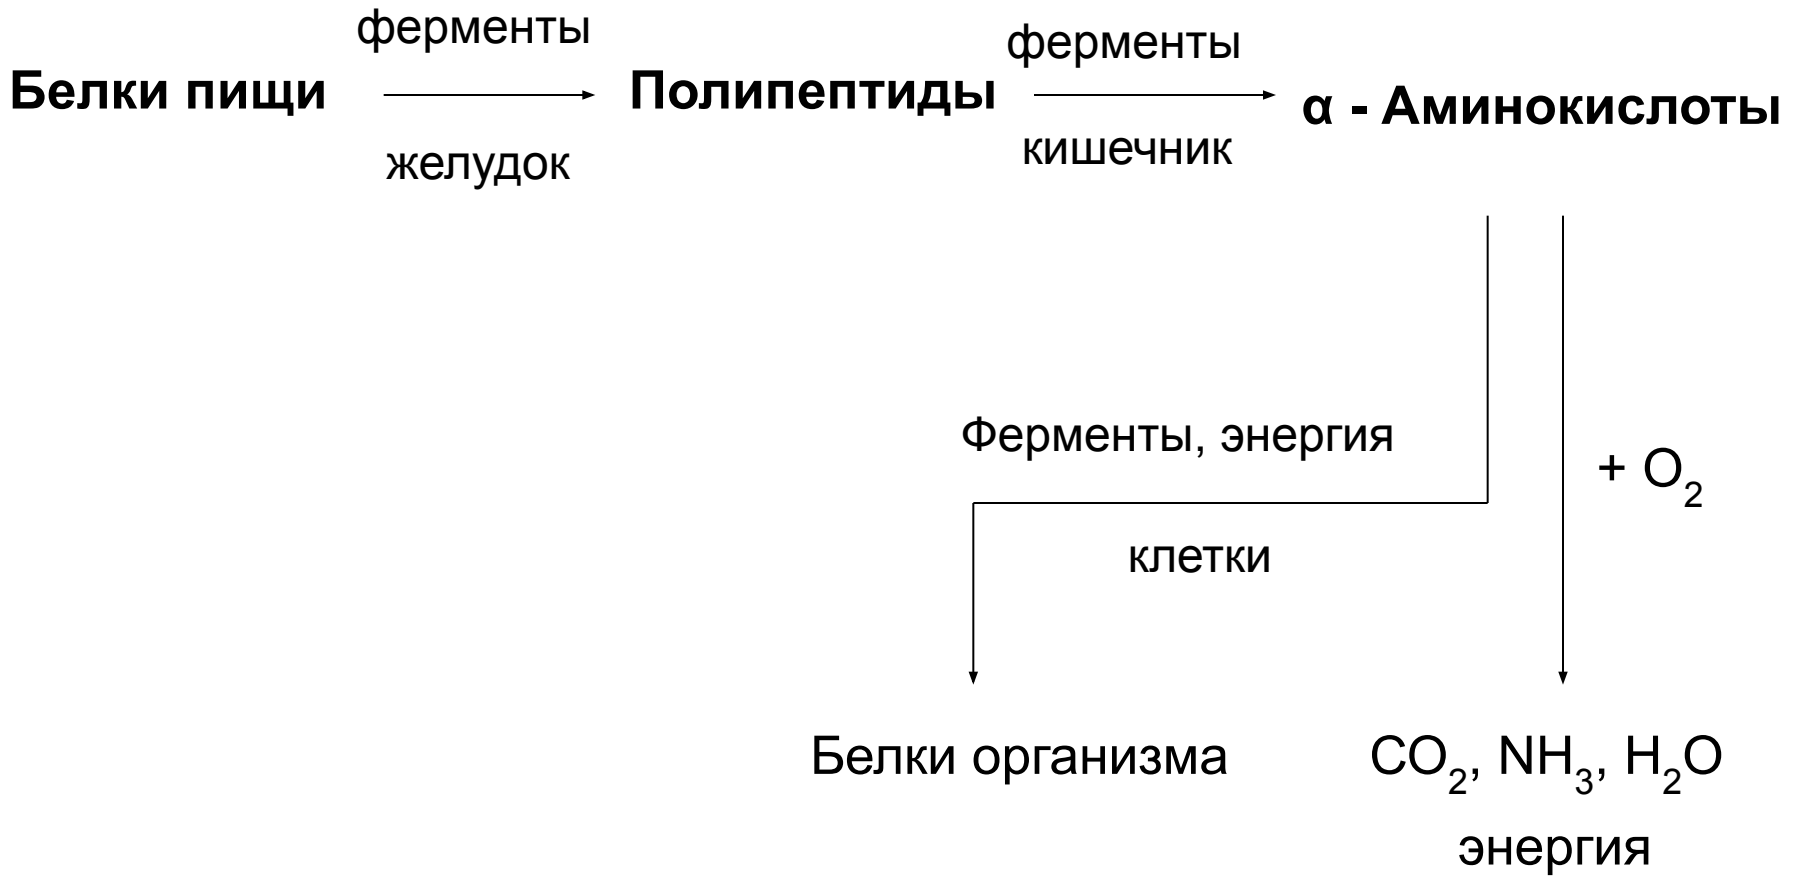 ферменты
ферменты
Белки пищи
Полипептиды
α - Аминокислоты
желудок
кишечник
Ферменты, энергия
+ O₂
клетки
Белки организма
CO₂, NH₃, H₂O
энергия